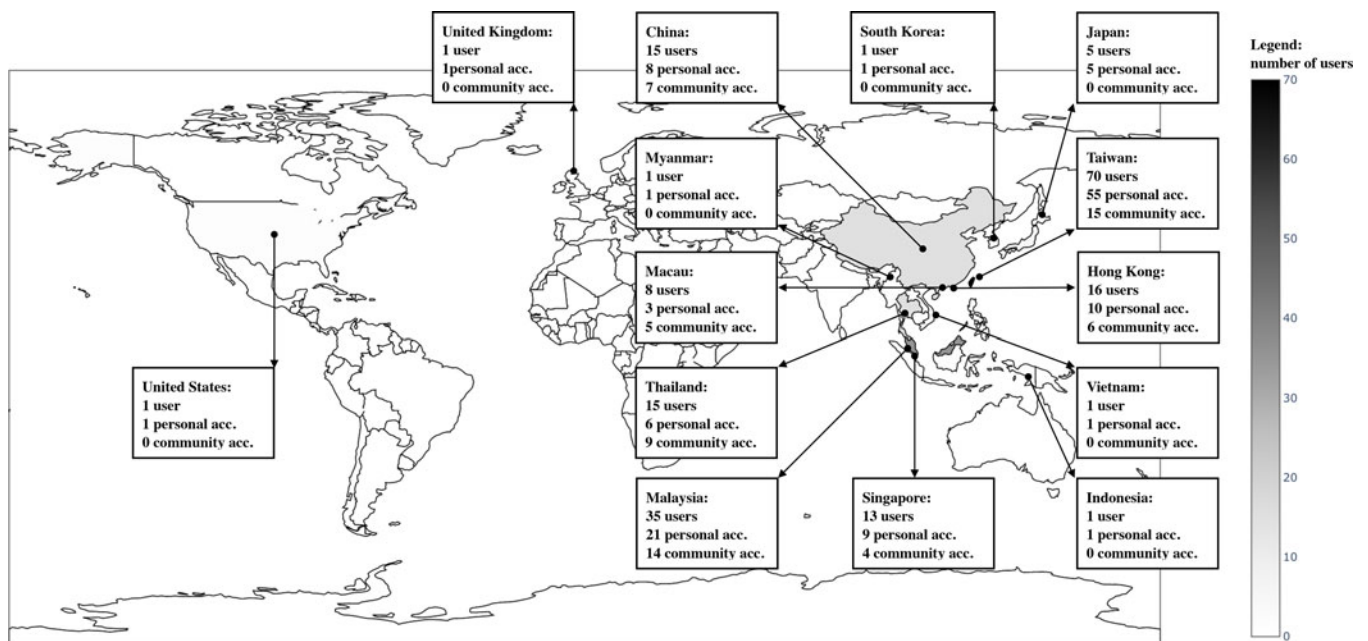 United Kingdom:
1 user
1personal acc.
0 community acc.
China:
15 users
8 personal acc.
7 community acc.
South Korea:
1 user
1 personal acc.
0 community acc.
Japan:
5 users
5 personal acc.
0 community acc.
Legend:
number of users
70
60
50
40
30
20
10
0
Myanmar:
1 user
1 personal acc.
0 community acc.
Taiwan:
70 users
55 personal acc.
15 community acc.
Macau:
8 users
3 personal acc.
5 community acc.
Hong Kong:
16 users
10 personal acc.
6 community acc.
United States:
1 user
1 personal acc.
0 community acc.
Thailand:
15 users
6 personal acc.
9 community acc.
Vietnam:
1 user
1 personal acc.
0 community acc.
Malaysia:
35 users
21 personal acc.
14 community acc.
Singapore:
13 users
9 personal acc.
4 community acc.
Indonesia:
1 user
1 personal acc.
0 community acc.